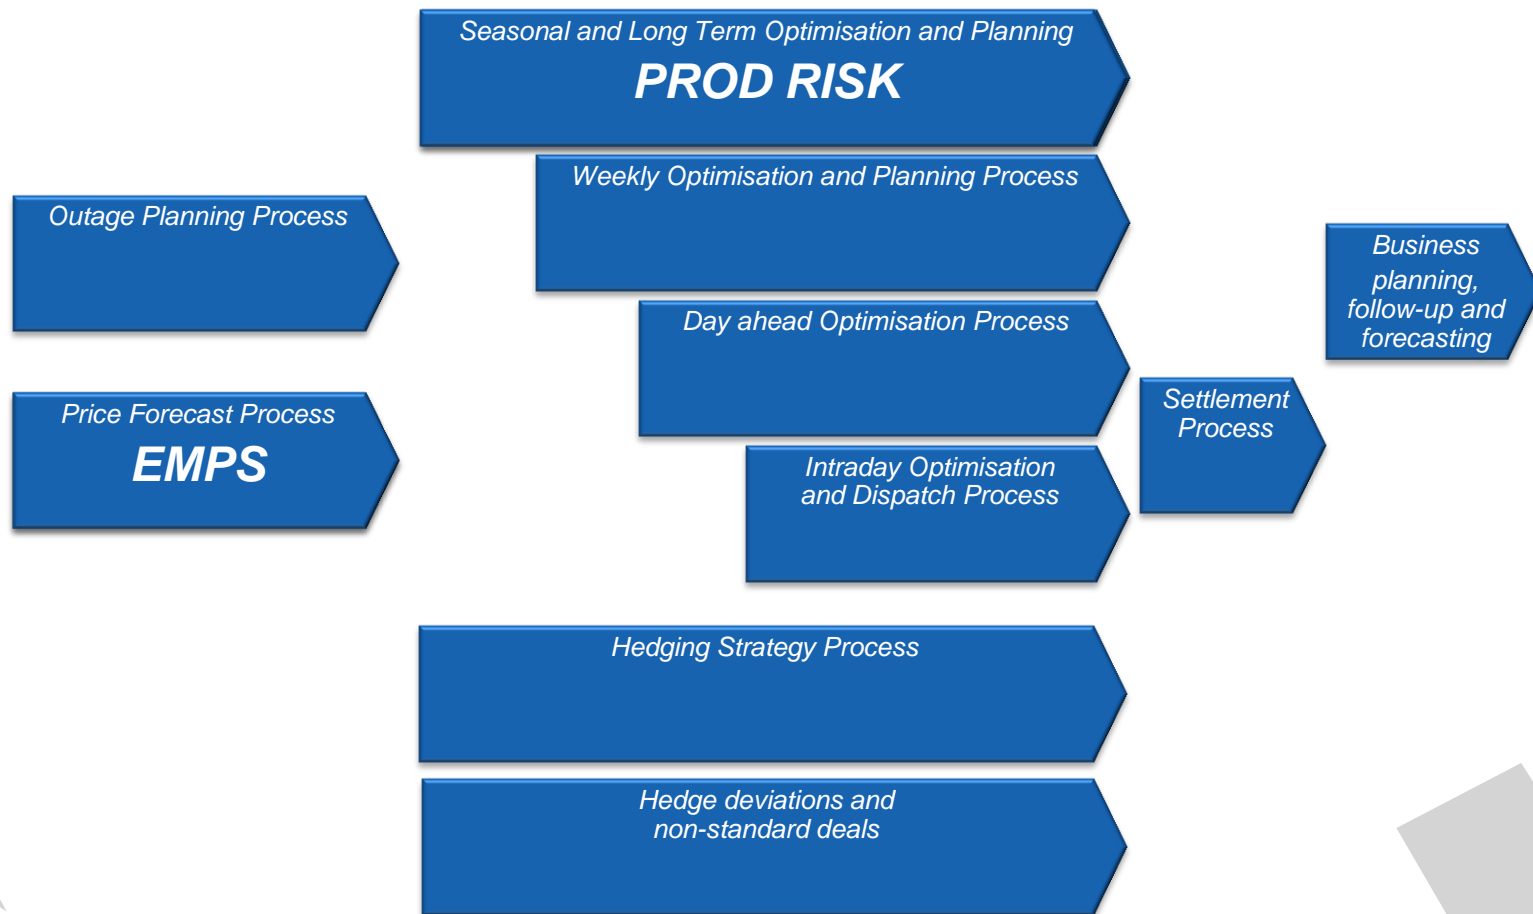 Seasonal and Long Term Optimisation and Planning
PROD RISK
Weekly Optimisation and Planning Process
Outage Planning Process
Business
planning,
follow-up and
forecasting
Day ahead Optimisation Process
Price Forecast Process
EMPS
Settlement
Process
Intraday Optimisation
and Dispatch Process
Hedging Strategy Process
Hedge deviations and
non-standard deals